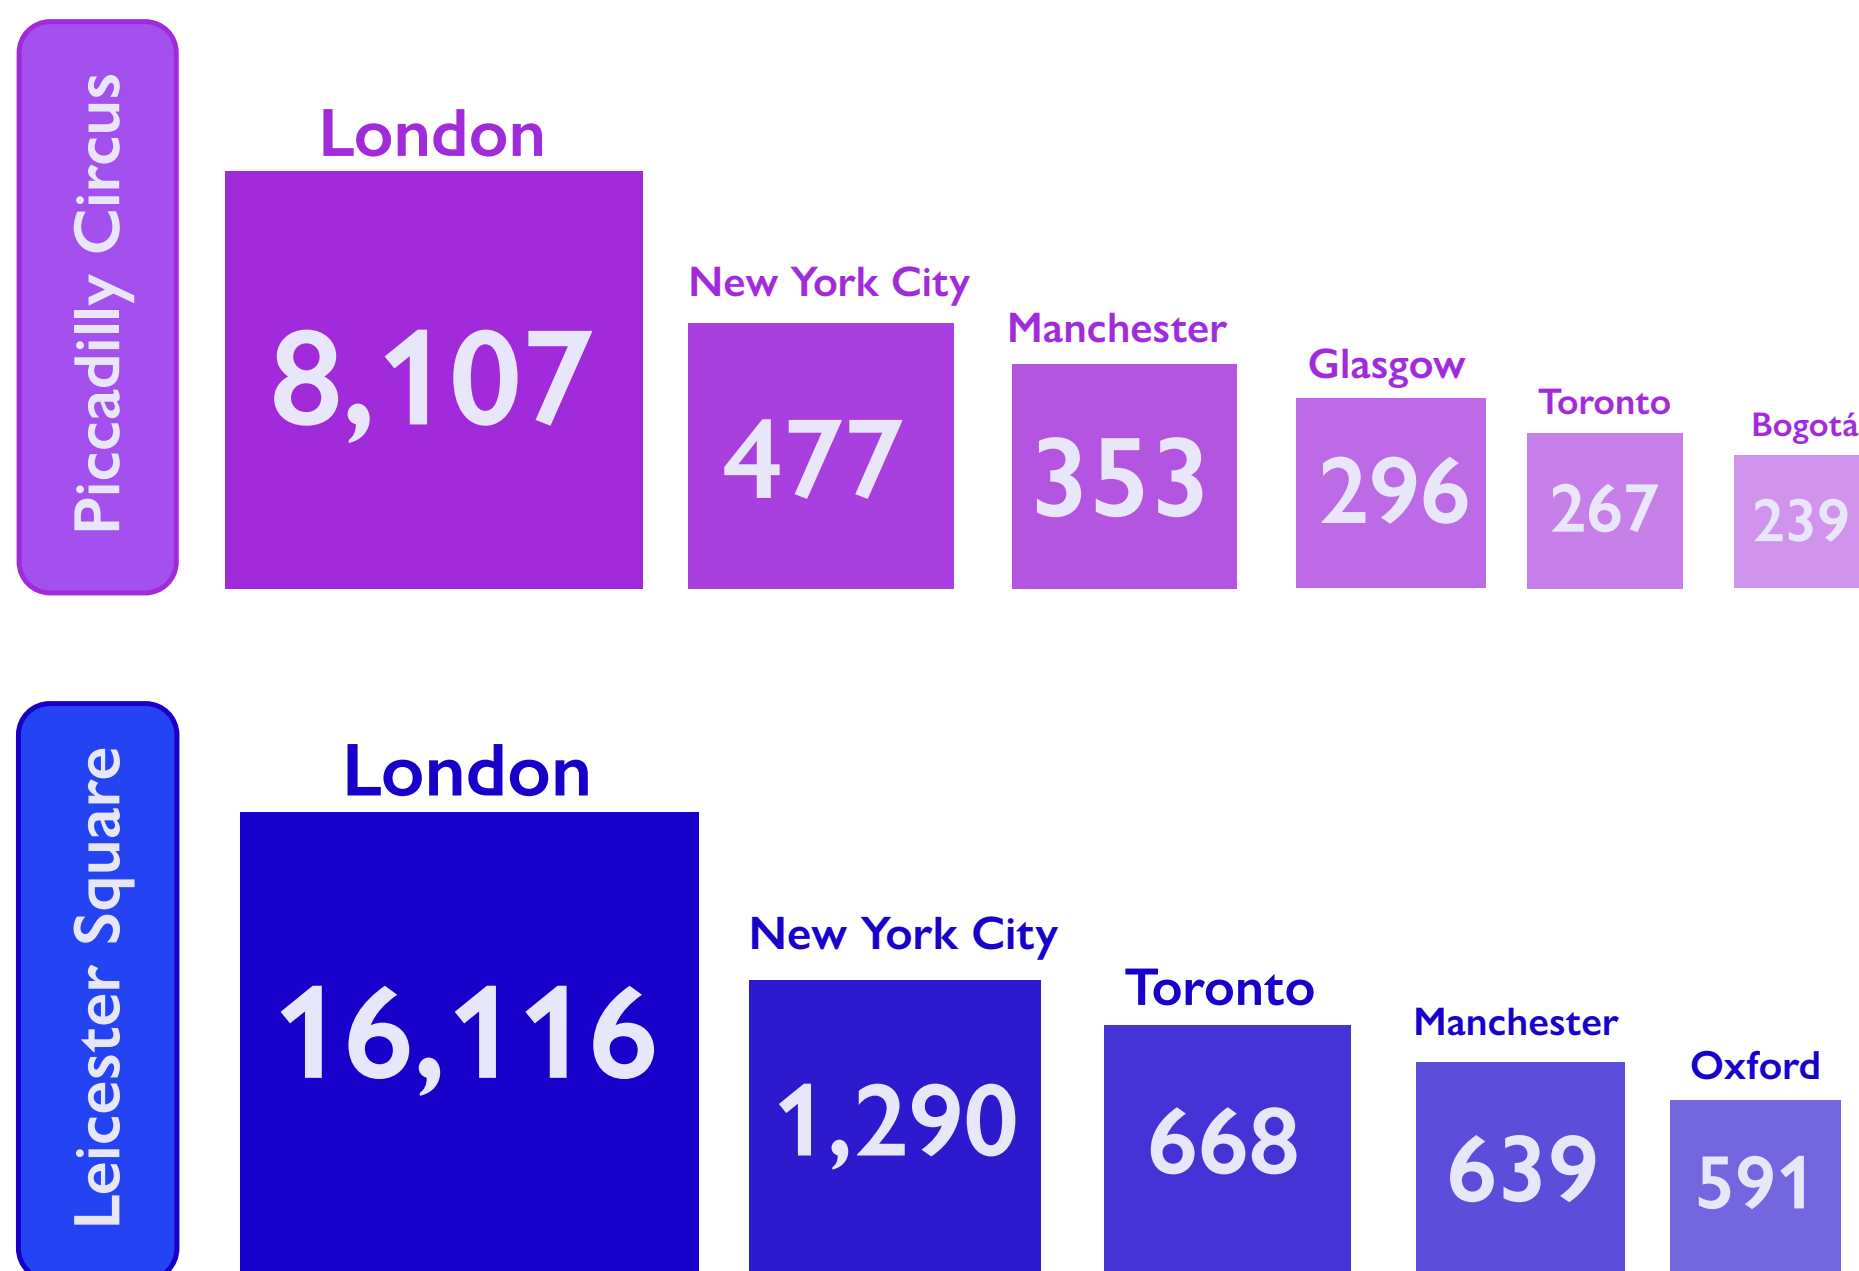 Piccadilly Circus
London
8,107
New York City
477
Manchester
353
Glasgow
296
Toronto
267
Bogotá
239
Leicester Square
London
16,116
New York City
1,290
Toronto
668
Manchester
639
Oxford
591